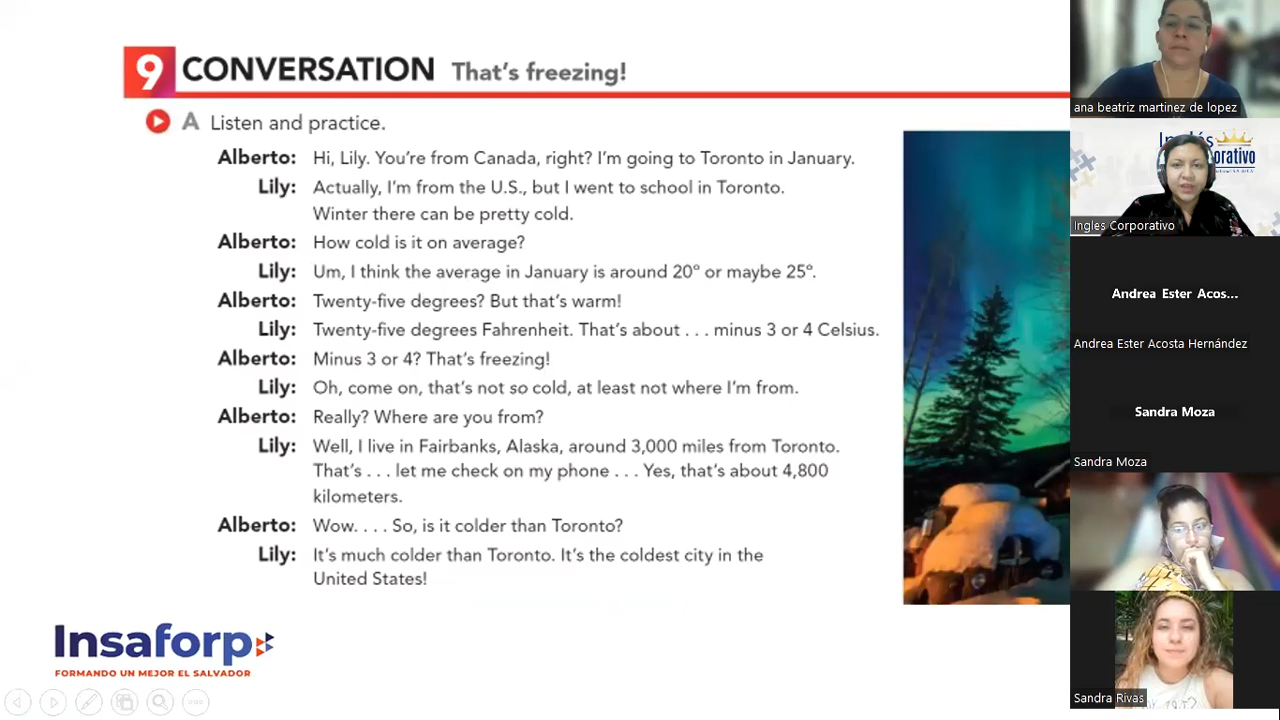 9 CONVERSATION That's freezing!
A Listen and practice.
Alberto: Hi, Lily. You're from Canada, right? I'm going to Toronto in January.
Lily: Actually, I'm from the U.S., but I went to school in Toronto.
Winter there can be pretty cold.
Alberto: How cold is it on average?
Lily: Um, I think the average in January is around 20º or maybe 25º.
Alberto: Twenty-five degrees? But that's warm!
Lily: Twenty-five degrees Fahrenheit. That's about . . . minus 3 or 4 Celsius.
Alberto: Minus 3 or 4? That's freezing!
Lily: Oh, come on, that's not so cold, at least not where I'm from.
Alberto: Really? Where are you from?
Lily: Well, I live in Fairbanks, Alaska, around 3,000 miles from Toronto.
That's . . . let me check on my phone . . . Yes, that's about 4,800
kilometers.
Alberto: Wow. . . . So, is it colder than Toronto?
Lily: It's much colder than Toronto. It's the coldest city in the
United States!
Insaforp
FORMANDO UN MEJOR EL SALVADOR
ana beatriz martinez de lopez
Ingles Corporativo
Andrea Ester Acos...
Andrea Ester Acosta Hernández
Sandra Moza
Sandra Moza
Sandra Rivas